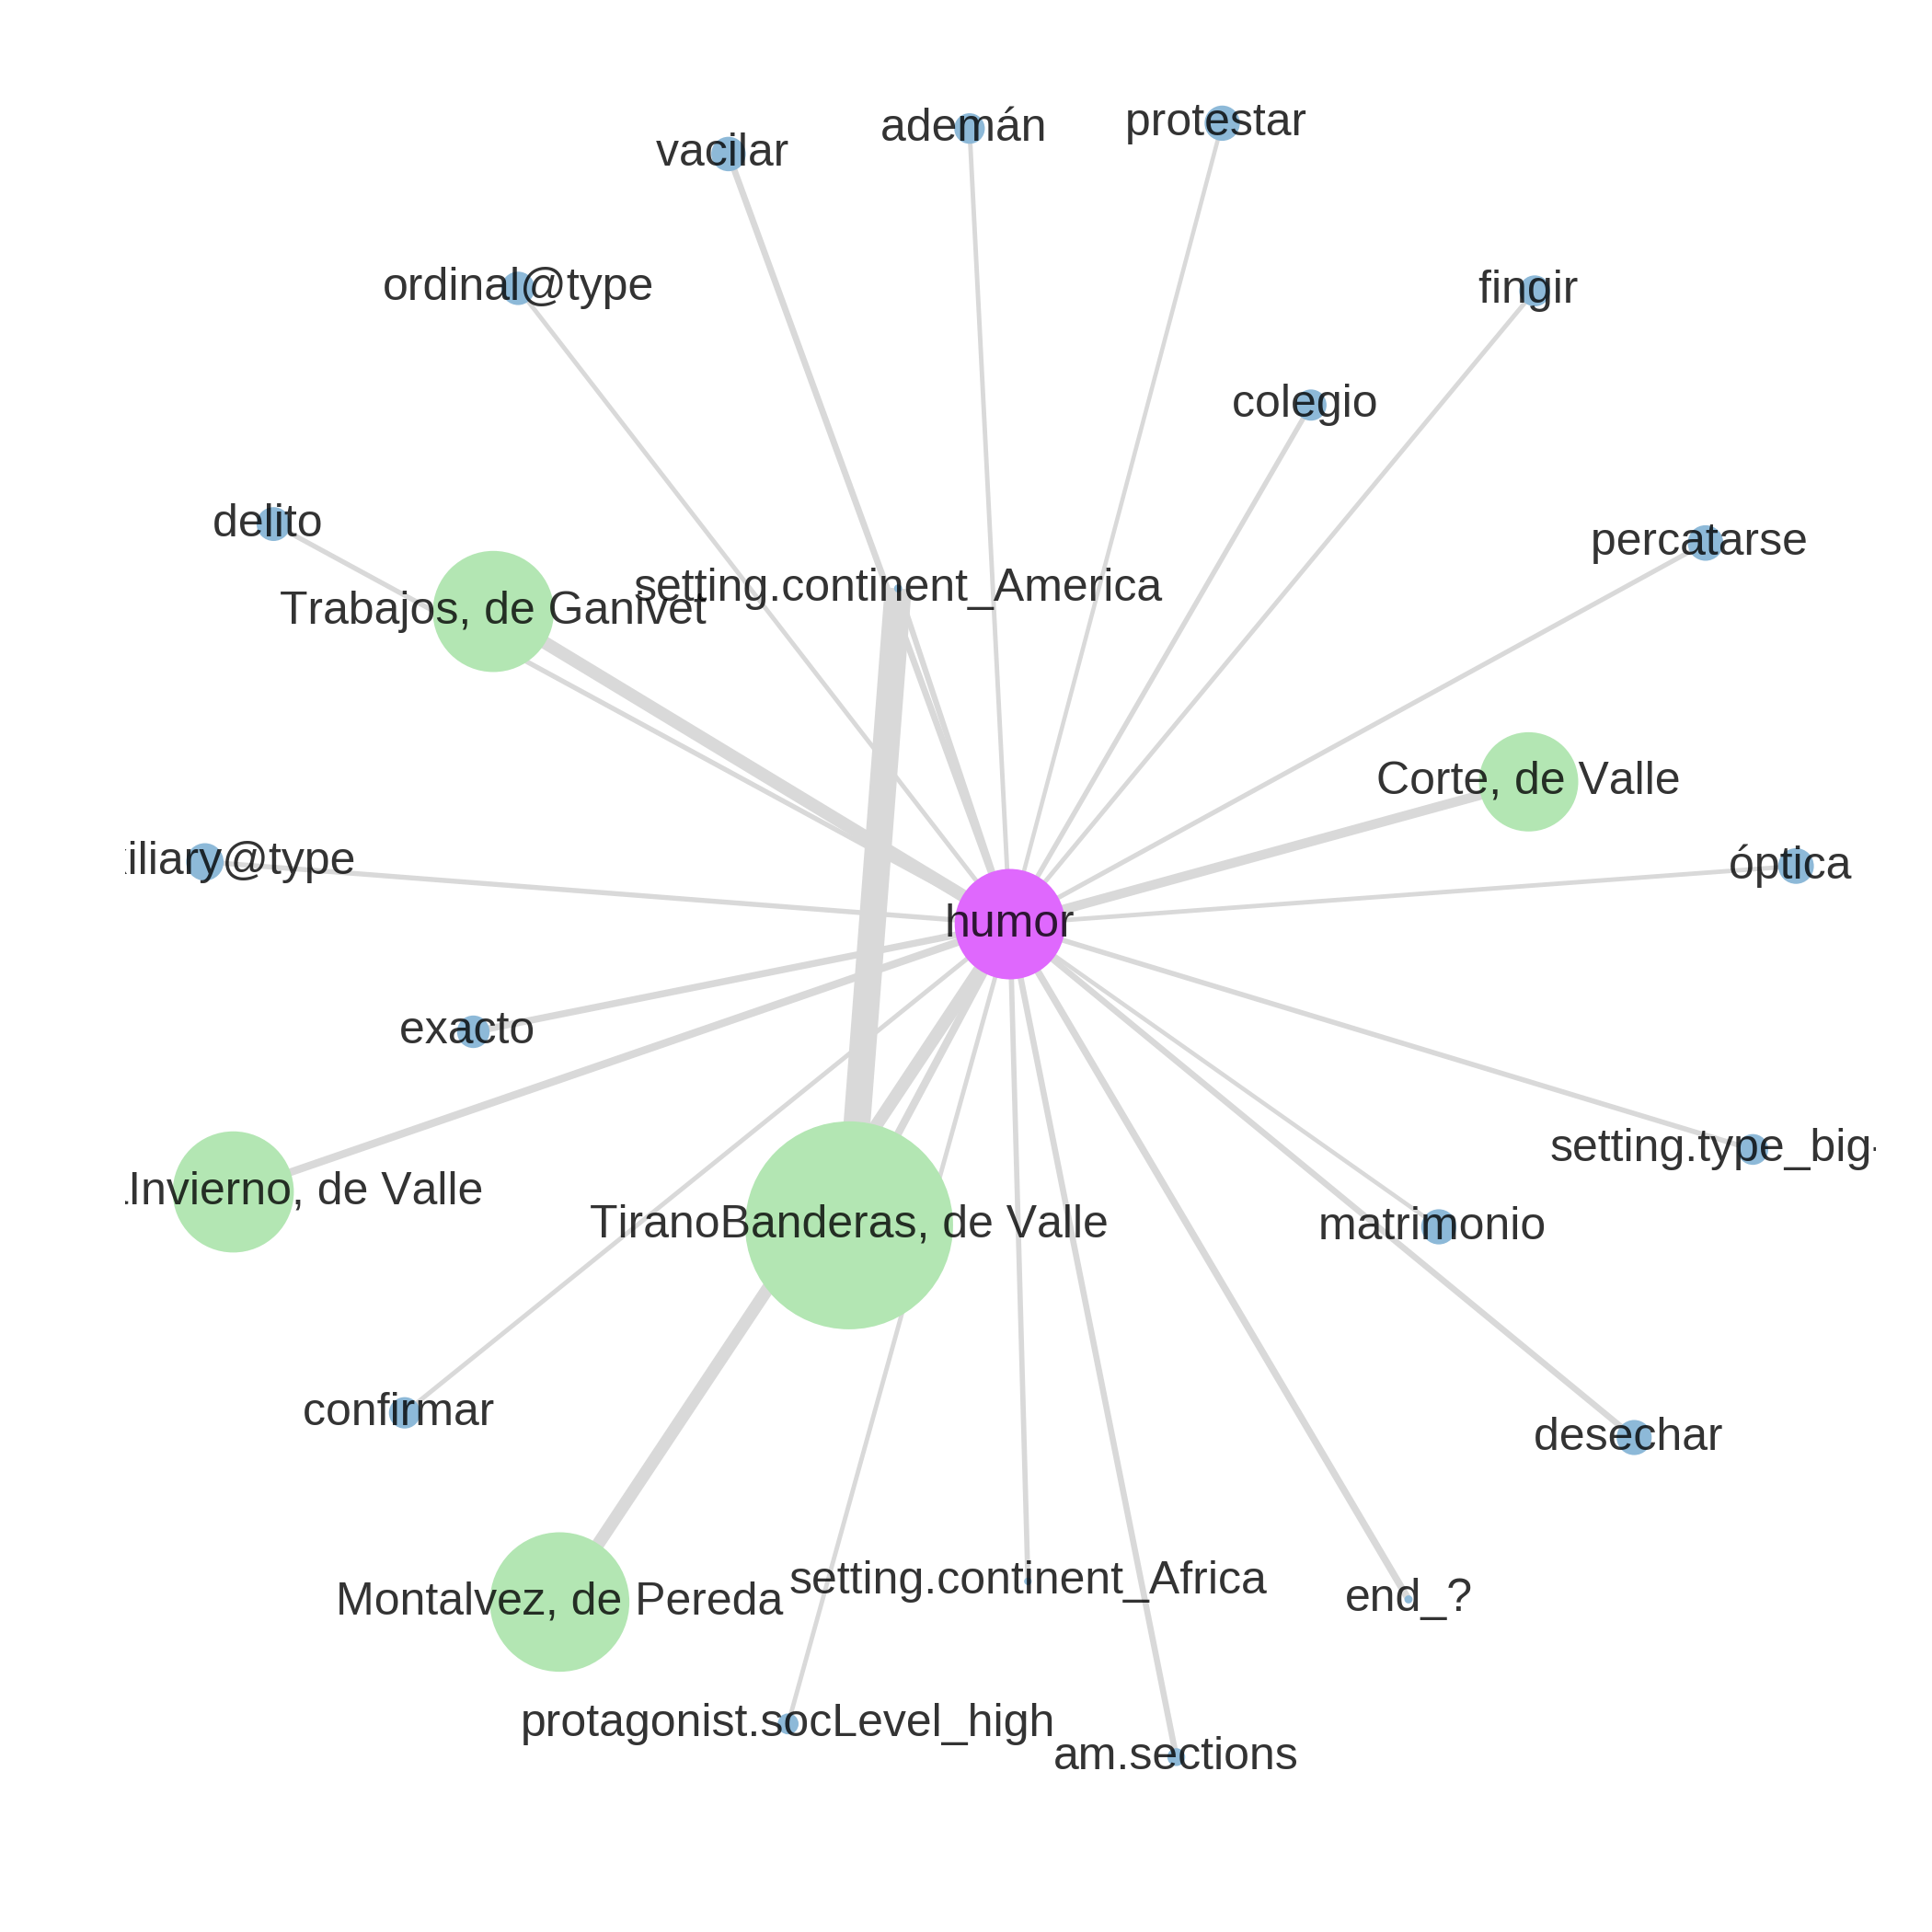 ademán
protestar
vacilar
ordinal@type
fingir
colegio
delito
percatarse
setting.continent_America
Trabajos, de Ganivet
Corte, de Valle
iliary@type
óptica
humor
exacto
setting.type_big
Invierno, de Valle
TiranoBanderas, de Valle
matrimonio
confirmar
desechar
setting.continent_Africa
end_?
Montalvez, de Pereda
protagonist.socLevel_high
am.sections